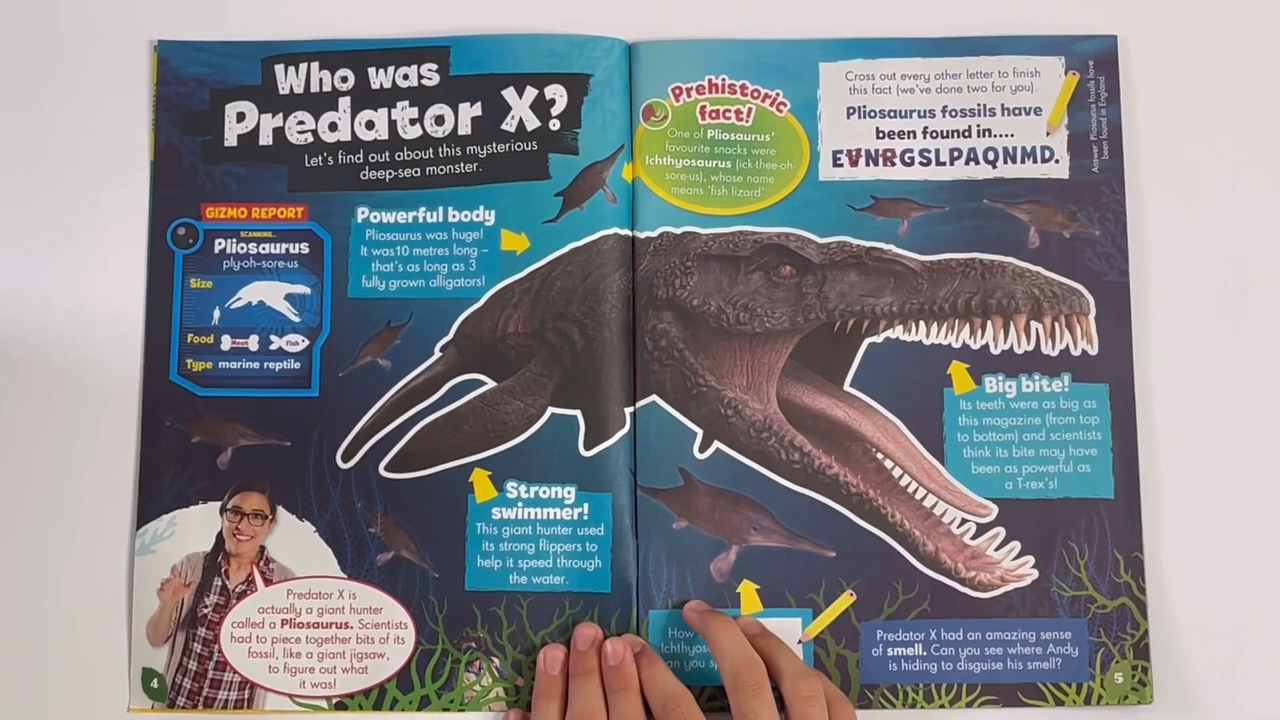 Who was
Predator X?
Let's find out about this mysterious
deep-sea monster.
GIZMO REPORT
SCANNING...
Pliosaurus
ply-oh-sore-us
Size
Food Meat Fish
Type marine reptile
Powerful body
Pliosaurus was huge!
It was10 metres long –
that's as long as 3
fully grown alligators!
Strong
swimmer!
This giant hunter used
its strong flippers to
help it speed through
the water.
Predator X is
actually a giant hunter
called a Pliosaurus. Scientists
had to piece together bits of its
fossil, like a giant jigsaw,
to figure out what
it was!
4
Prehistoric
fact!
One of Pliosaurus'
favourite snacks were
Ichthyosaurus (ick-thee-oh-
sore-us), whose name
means 'fish lizard'.
Cross out every other letter to finish
this fact (we've done two for you).
Pliosaurus fossils have
been found in....
EVNRGSLPAQNMD.
Answer: Pliosaurus fossils have
been found in England.
Big bite!
Its teeth were as big as
this magazine (from top
to bottom) and scientists
think its bite may have
been as powerful as
a T-rex's!
How
you
Predator X had an amazing sense
of smell. Can you see where Andy
is hiding to disguise his smell?
5